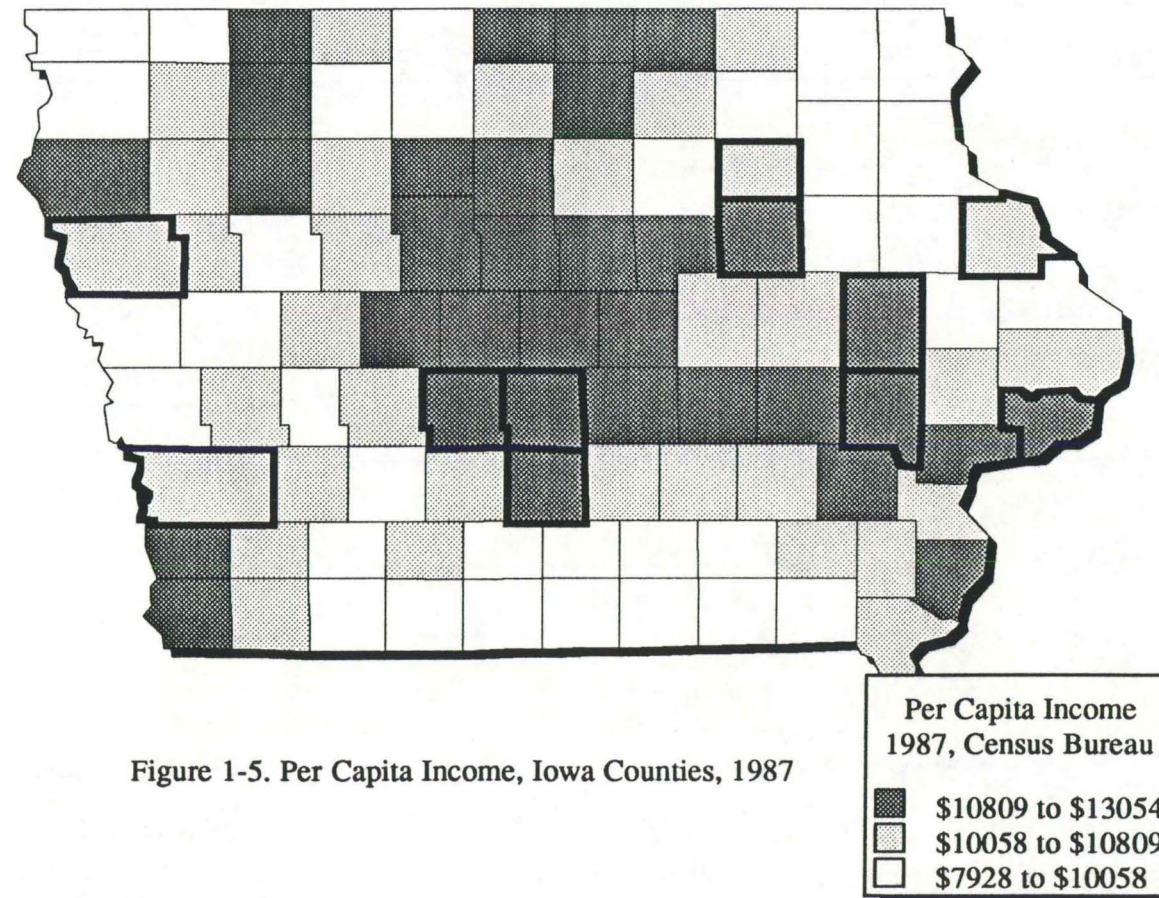 Figure 1-5. Per Capita Income, Iowa Counties, 1987
Per Capita Income
1987, Census Bureau
$10809 to $13054
$10058 to $10809
$7928 to $10058